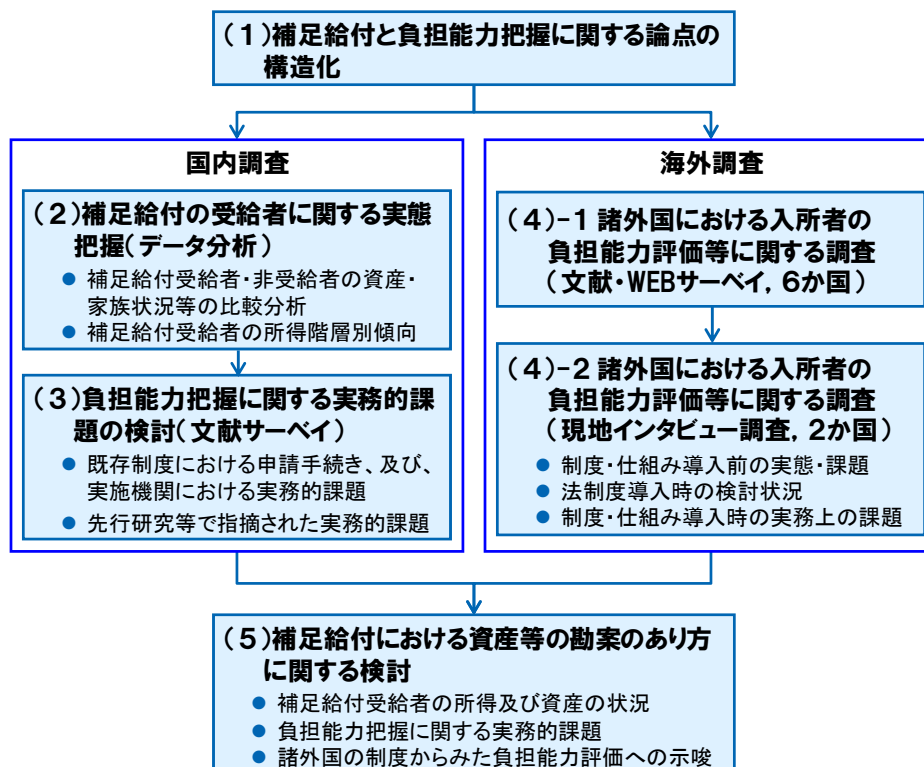 (1)補足給付と負担能力把握に関する論点の
構造化
国内調査
(2)補足給付の受給者に関する実態
把握(データ分析)
● 補足給付受給者・非受給者の資産・
家族状況等の比較分析
● 補足給付受給者の所得階層別傾向
(3)負担能力把握に関する実務的課
題の検討(文献サーベイ)
● 既存制度における申請手続き、及び、
実施機関における実務的課題
● 先行研究等で指摘された実務的課題
海外調査
(4)-1 諸外国における入所者の
負担能力評価等に関する調査
(文献・WEBサーベイ, 6か国)
(4)-2 諸外国における入所者の
負担能力評価等に関する調査
(現地インタビュー調査, 2か国)
● 制度・仕組み導入前の実態・課題
● 法制度導入時の検討状況
● 制度・仕組み導入時の実務上の課題
(5)補足給付における資産等の勘案のあり方
に関する検討
● 補足給付受給者の所得及び資産の状況
● 負担能力把握に関する実務的課題
● 諸外国の制度からみた負担能力評価への示唆